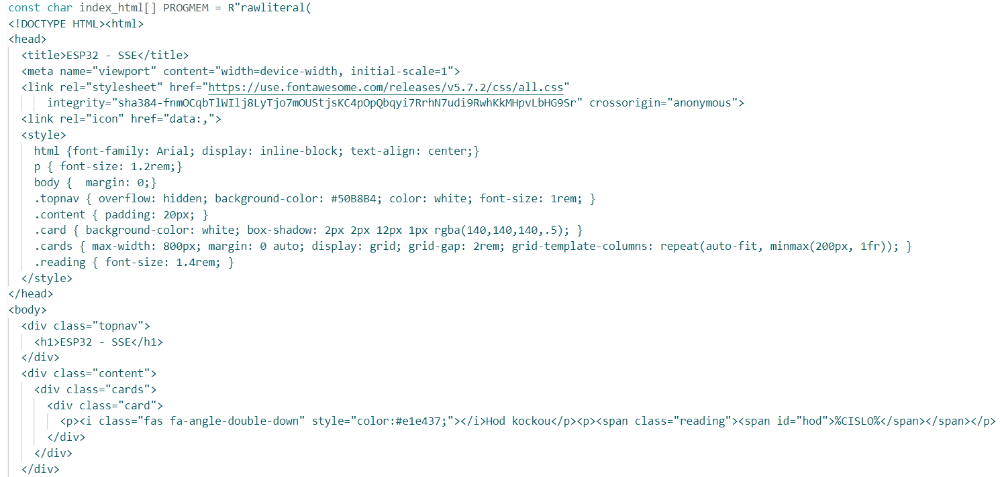 const char index_html[] PROGMEM = R"rawliteral(
<!DOCTYPE HTML><html>
<head>
  <title>ESP32 - SSE</title>
  <meta name="viewport" content="width=device-width, initial-scale=1">
  <link rel="stylesheet" href="https://use.fontawesome.com/releases/v5.7.2/css/all.css"
      integrity="sha384-fnmOCqbTlWIlj8LyTjo7mOUStjsKC4pOpQbqyi7RrhN7udi9RwhKkMHpvLbHG9Sr" crossorigin="anonymous">
  <link rel="icon" href="data:,">
  <style>
    html {font-family: Arial; display: inline-block; text-align: center;}
    p { font-size: 1.2rem;}
    body {  margin: 0;}
    .topnav { overflow: hidden; background-color: #50B8B4; color: white; font-size: 1rem; }
    .content { padding: 20px; }
    .card { background-color: white; box-shadow: 2px 2px 12px 1px rgba(140,140,140,.5); }
    .cards { max-width: 800px; margin: 0 auto; display: grid; grid-gap: 2rem; grid-template-columns: repeat(auto-fit, minmax(200px, 1fr)); }
    .reading { font-size: 1.4rem; }
  </style>
</head>
<body>
  <div class="topnav">
    <h1>ESP32 - SSE</h1>
  </div>
  <div class="content">
    <div class="cards">
      <div class="card">
        <p><i class="fas fa-angle-double-down" style="color:#e1e437;"></i>Hod kockou</p><p><span class="reading"><span id="hod">%CISLO%</span></span></p>
      </div>
    </div>
  </div>